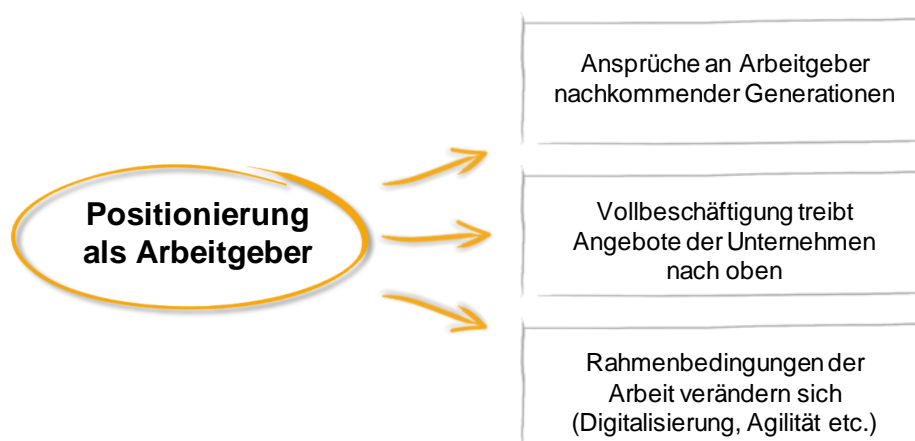 Ansprüche an Arbeitgeber
nachkommender Generationen
Positionierung
als Arbeitgeber
Vollbeschäftigung treibt
Angebote der Unternehmen
nach oben
Rahmenbedingungen der
Arbeit verändern sich
(Digitalisierung, Agilität etc.)